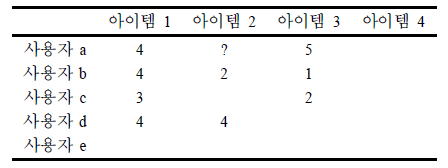 아이템 1 아이템 2 아이템 3 아이템 4
사용자 a 4 ? 5
사용자 b 4 2 1
사용자 c 3 2
사용자 d 4 4
사용자 e